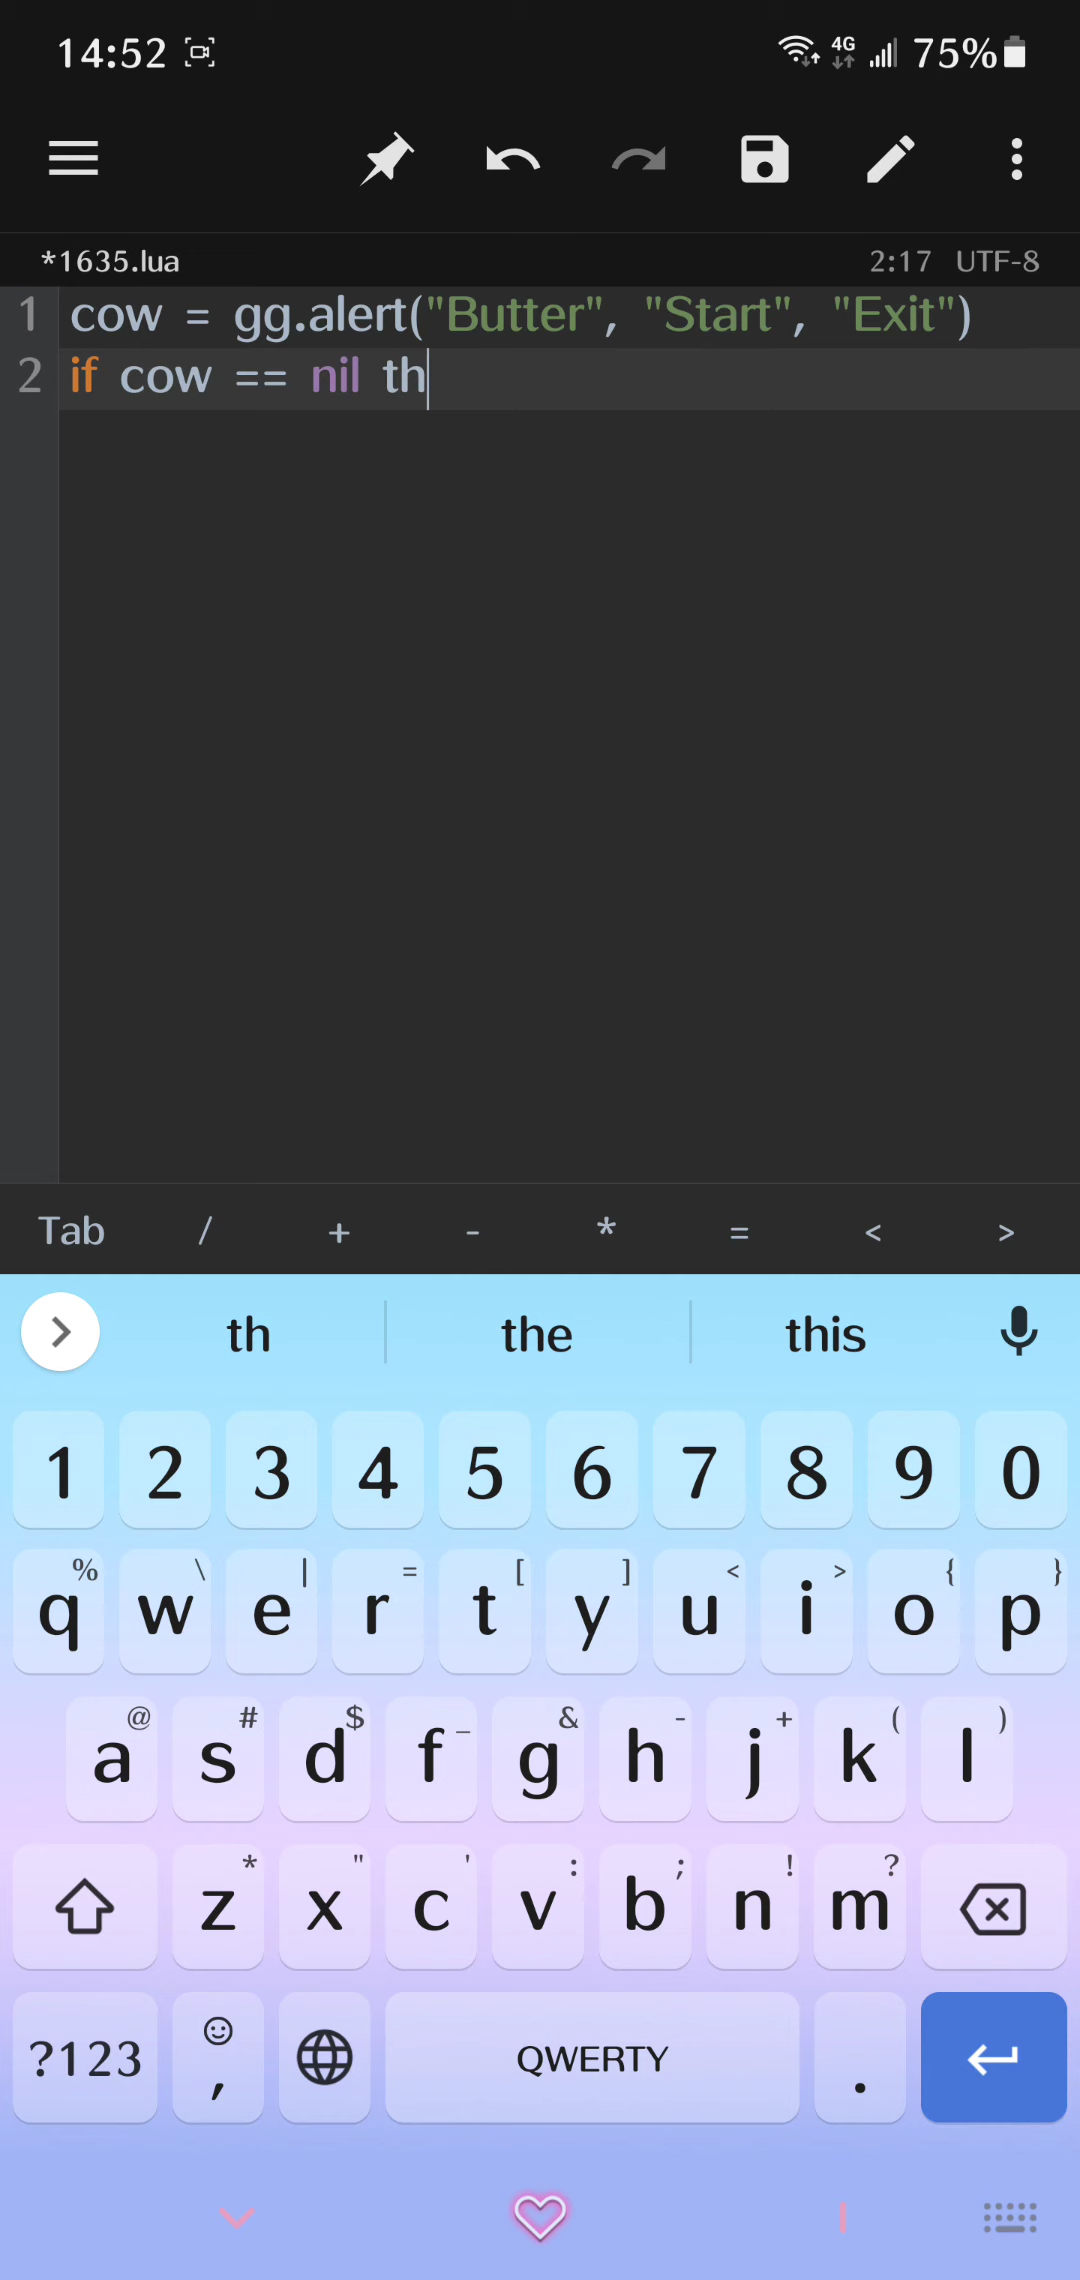 14:52 4G 75%
*1635.lua 2:17 UTF-8
1 cow = gg.alert("Butter", "Start", "Exit")
2 if cow == nil th
Tab / + - * = < >
th the this
1 2 3 4 5 6 7 8 9 0
% \ | = [ ] < > { }
q w e r t y u i o p
@ # $ _ & - + ( )
a s d f g h j k l
* " ' : ; ! ?
z x c v b n m
?123 , QWERTY .